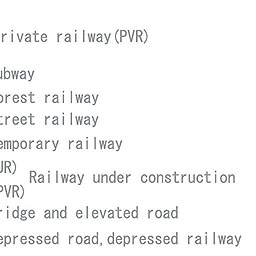 rivate railway(PVR)
ubway
orest railway
treet railway
emporary railway
JR)
Railway under construction
PVR)
ridge and elevated road
epressed road, depressed railway